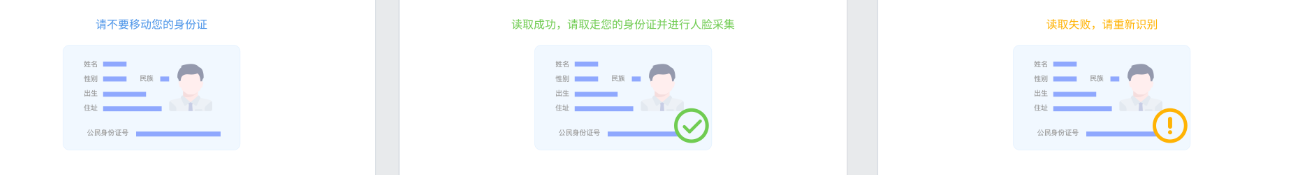 请不要移动您的身份证
姓名
性别 民族
出生
住址
公民身份证号
读取成功，请取走您的身份证并进行人脸采集
姓名
性别 民族
出生
住址
公民身份证号
读取失败，请重新识别
姓名
性别 民族
出生
住址
公民身份证号